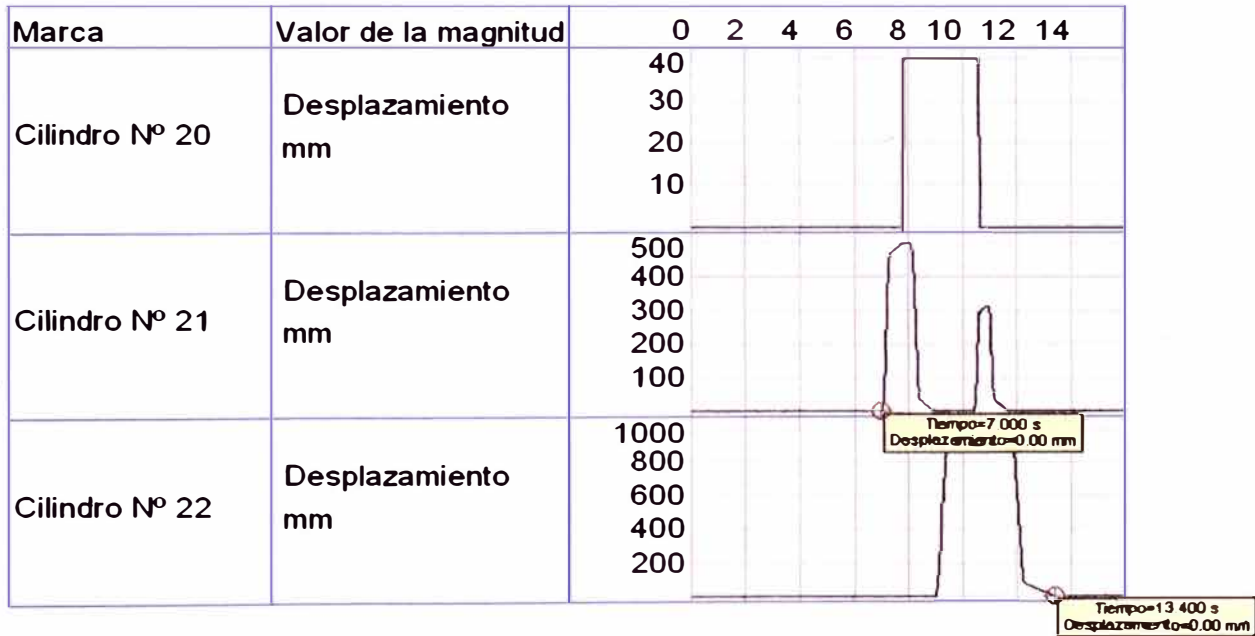 Marca Valor de la magnitud 0 2 4 6 8 10 12 14
Cilindro Nº 20
Desplazamiento
mm
40
30
20
10
Cilindro Nº 21
Desplazamiento
mm
500
400
300
200
100
Tiempo=7 000 s
Desplazamiento=0.00 mm
Cilindro Nº 22
Desplazamiento
mm
1000
800
600
400
200
Tiempo=13 400 s
Desplazamiento=0.00 mm